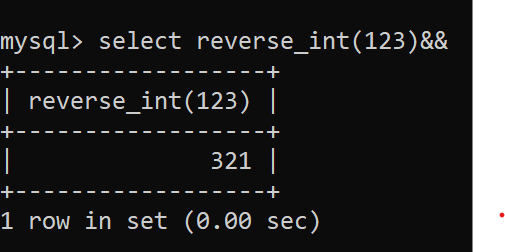 mysql> select reverse_int(123)&&
+------------------+
| reverse_int(123) |
+------------------+
|              321 |
+------------------+
1 row in set (0.00 sec)